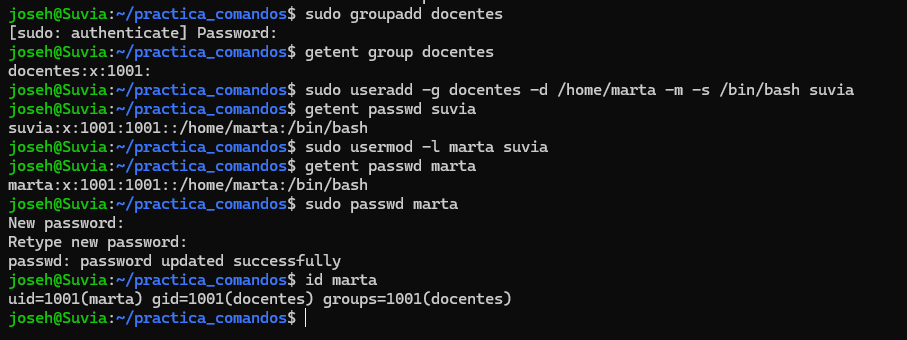 joseh@Suvia:~/practica_comandos$ sudo groupadd docentes
[sudo: authenticate] Password:
joseh@Suvia:~/practica_comandos$ getent group docentes
docentes:x:1001:
joseh@Suvia:~/practica_comandos$ sudo useradd -g docentes -d /home/marta -m -s /bin/bash suvia
joseh@Suvia:~/practica_comandos$ getent passwd suvia
suvia:x:1001:1001::/home/marta:/bin/bash
joseh@Suvia:~/practica_comandos$ sudo usermod -l marta suvia
joseh@Suvia:~/practica_comandos$ getent passwd marta
marta:x:1001:1001::/home/marta:/bin/bash
joseh@Suvia:~/practica_comandos$ sudo passwd marta
New password:
Retype new password:
passwd: password updated successfully
joseh@Suvia:~/practica_comandos$ id marta
uid=1001(marta) gid=1001(docentes) groups=1001(docentes)
joseh@Suvia:~/practica_comandos$